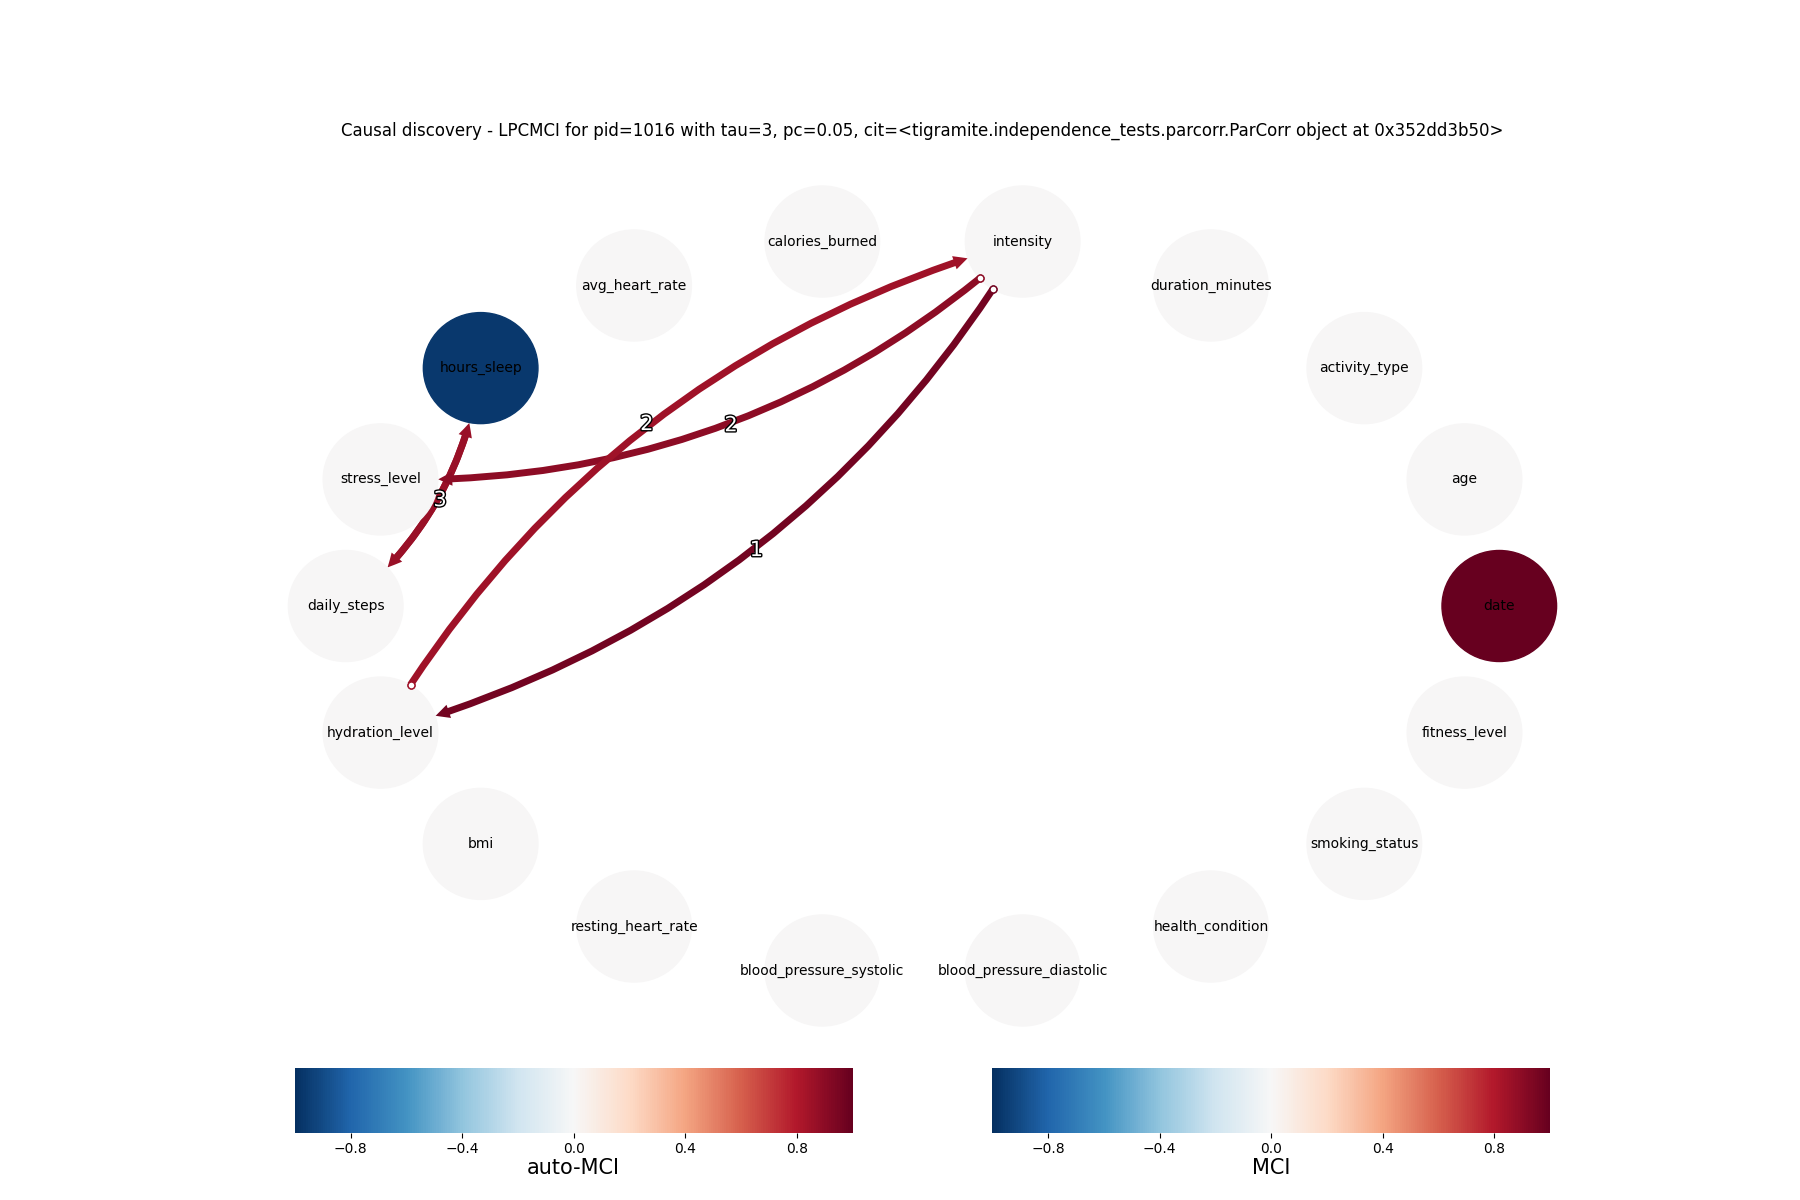 Causal discovery - LPCMCI for pid=1016 with tau=3, pc=0.05, cit=<tigramite.independence_tests.parcorr.ParCorr object at 0x352dd3b50>
calories_burned
intensity
avg_heart_rate
duration_minutes
hours_sleep
activity_type
2
2
stress_level
age
3
1
daily_steps
date
hydration_level
fitness_level
bmi
smoking_status
resting_heart_rate
health_condition
blood_pressure_systolic
blood_pressure_diastolic
−0.8 −0.4 0.0 0.4 0.8
auto-MCI
−0.8 −0.4 0.0 0.4 0.8
MCI